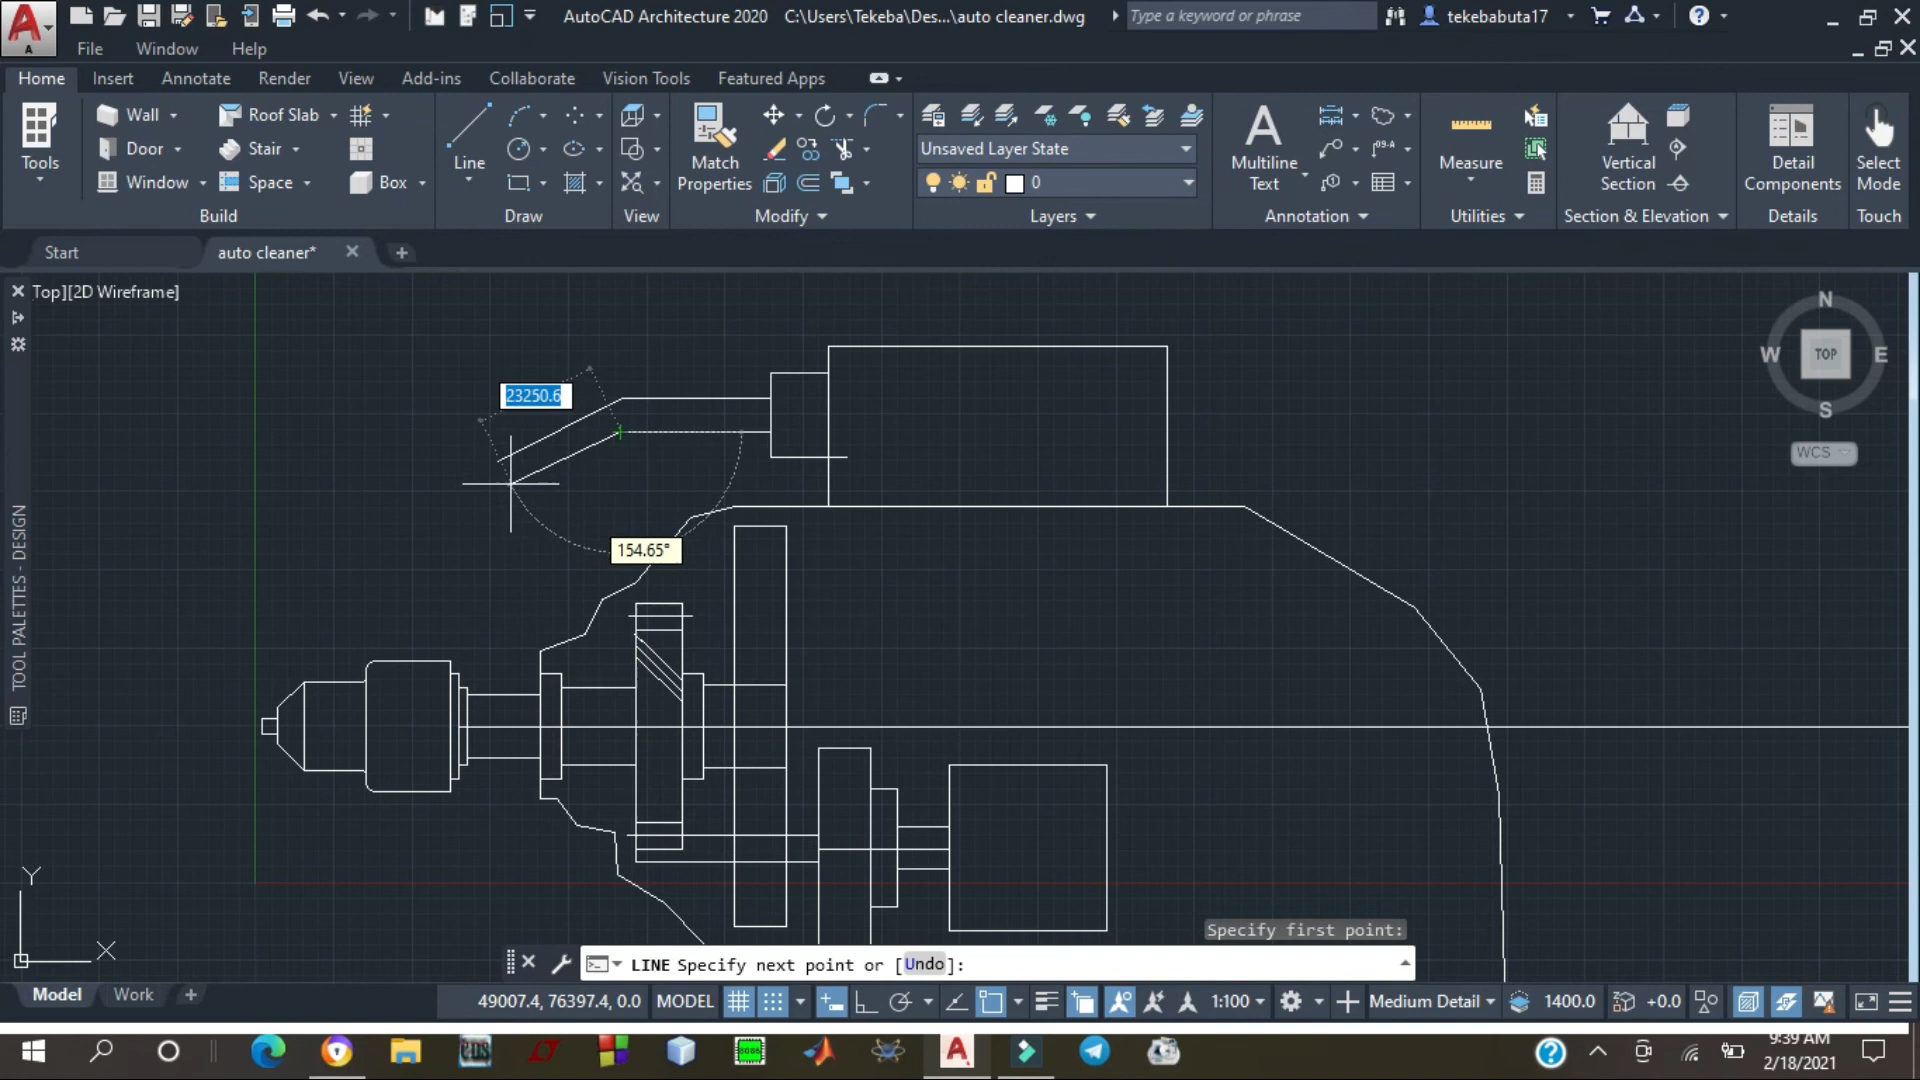 A
AutoCAD Architecture 2020 C:\Users\Tekeba\Des...\auto cleaner.dwg
Type a keyword or phrase
tekebabuta17
File Window Help
Home Insert Annotate Render View Add-ins Collaborate Vision Tools Featured Apps
Tools
Wall
Door
Window
Roof Slab
Stair
Space
Box
Build
Line
Draw
View
Match
Properties
Modify
Unsaved Layer State
0
Layers
Multiline
Text
Annotation
Measure
Utilities
Vertical
Section
Section & Elevation
Detail
Components
Details
Select
Mode
Touch
Start
auto cleaner*
Top][2D Wireframe]
N
W TOP E
S
WCS
23250.6
154.65°
TOOL PALETTES - DESIGN
Y
X
Specify first point:
LINE Specify next point or [Undo]:
Model Work
49007.4, 76397.4, 0.0 MODEL 1:100 Medium Detail 1400.0 +0.0
9:39 AM
2/18/2021